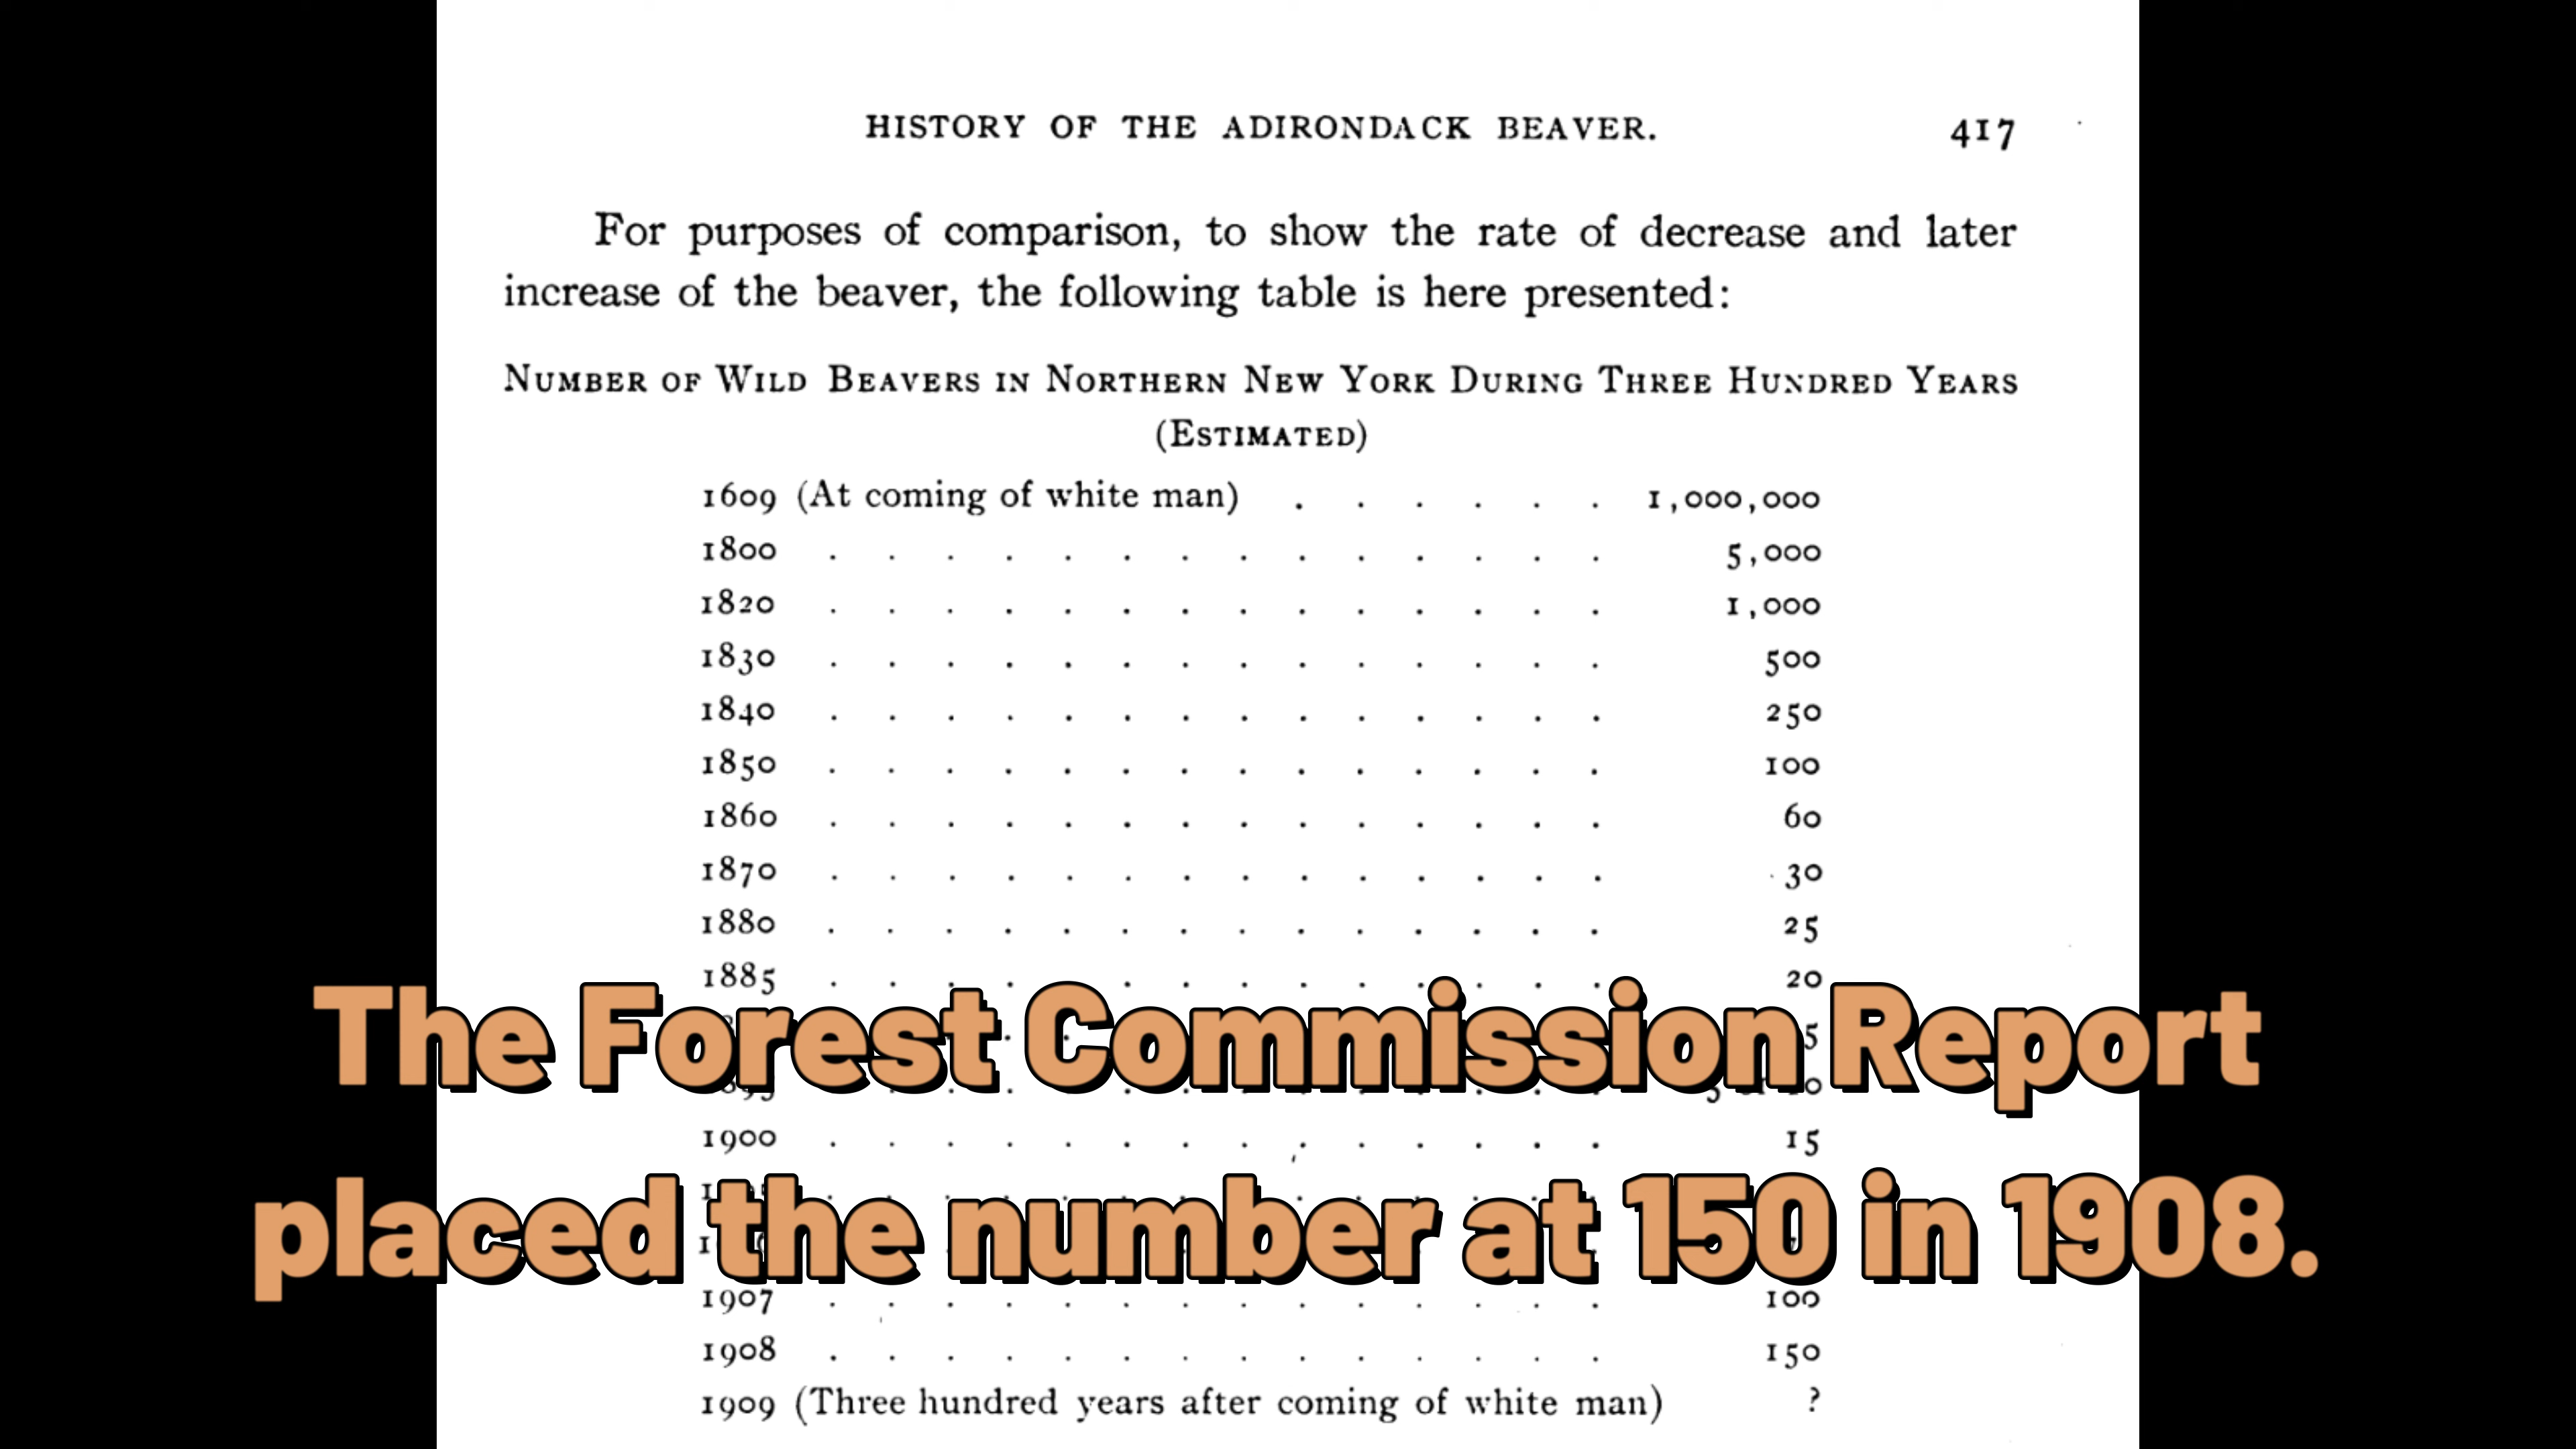 HISTORY OF THE ADIRONDACK BEAVER. 417
For purposes of comparison, to show the rate of decrease and later
increase of the beaver, the following table is here presented:
NUMBER OF WILD BEAVERS IN NORTHERN NEW YORK DURING THREE HUNDRED YEARS
(ESTIMATED)
1609 (At coming of white man) . . . . . . 1,000,000
1800 . . . . . . . . . . . . . . 5,000
1820 . . . . . . . . . . . . . . 1,000
1830 . . . . . . . . . . . . . . 500
1840 . . . . . . . . . . . . . . 250
1850 . . . . . . . . . . . . . . 100
1860 . . . . . . . . . . . . . . 60
1870 . . . . . . . . . . . . . . 30
1880 . . . . . . . . . . . . . . 25
1885 . . . . . . . . . . . . . . 20
The Forest Commission Report
1900 . . . . . . . . . . . . . . 15
placed the number at 150 in 1908.
1907 . . . . . . . . . . . . . . 100
1908 . . . . . . . . . . . . . . 150
1909 (Three hundred years after coming of white man) ?